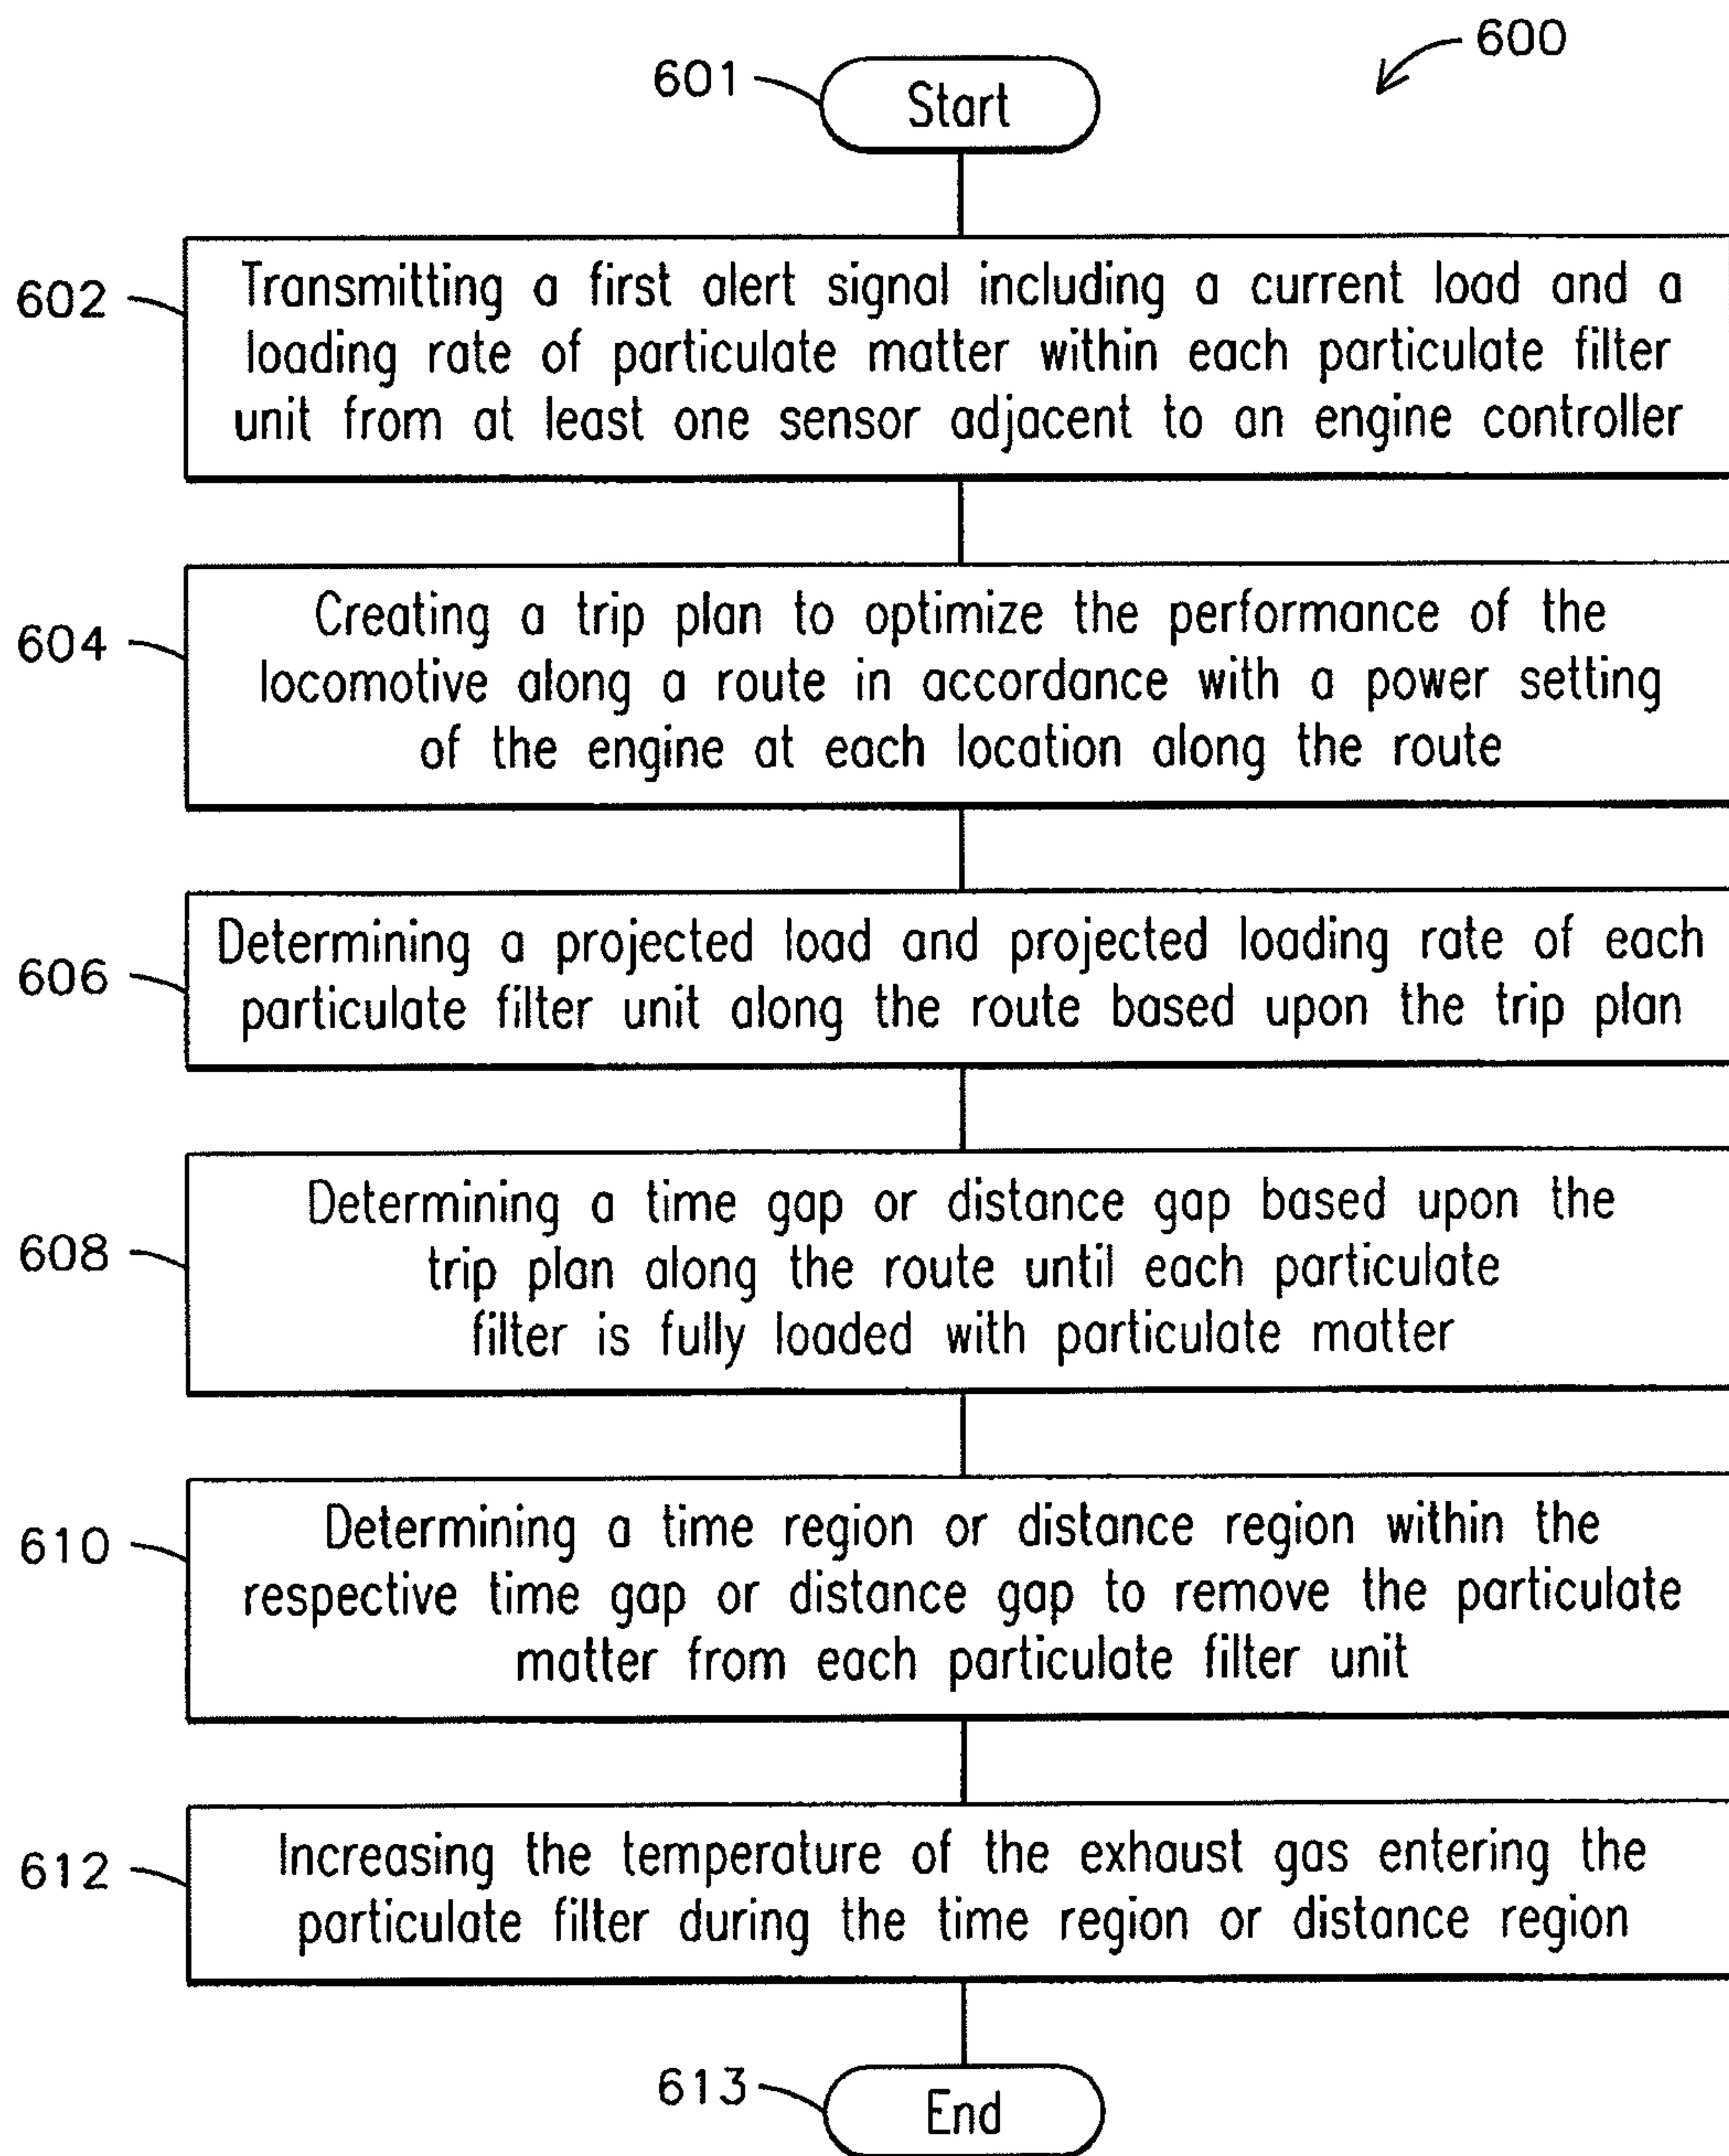 600
601
Start
602
Transmitting a first alert signal including a current load and a
loading rate of particulate matter within each particulate filter
unit from at least one sensor adjacent to an engine controller
604
Creating a trip plan to optimize the performance of the
locomotive along a route in accordance with a power setting
of the engine at each location along the route
606
Determining a projected load and projected loading rate of each
particulate filter unit along the route based upon the trip plan
608
Determining a time gap or distance gap based upon the
trip plan along the route until each particulate
filter is fully loaded with particulate matter
610
Determining a time region or distance region within the
respective time gap or distance gap to remove the particulate
matter from each particulate filter unit
612
Increasing the temperature of the exhaust gas entering the
particulate filter during the time region or distance region
613
End